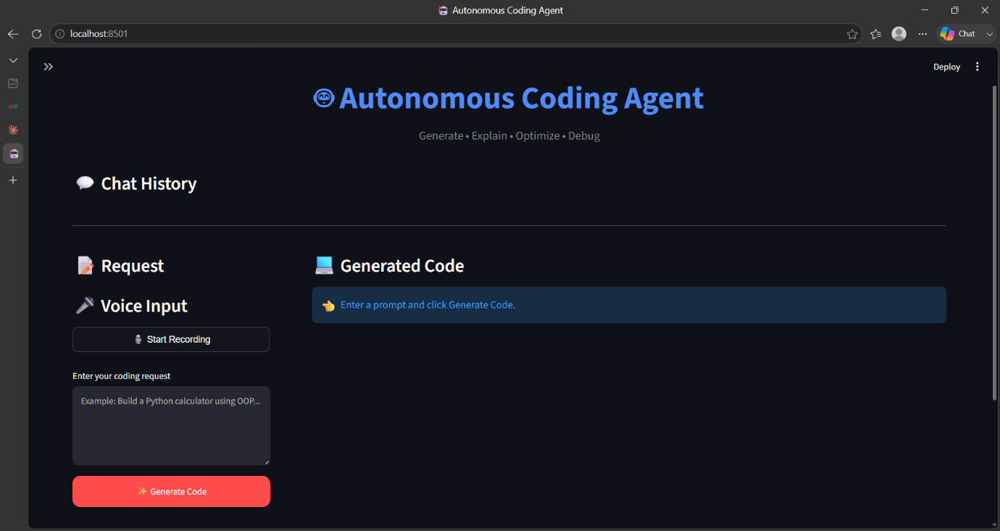 Autonomous Coding Agent
localhost:8501
Chat
Deploy
Autonomous Coding Agent
Generate • Explain • Optimize • Debug
💬 Chat History
📝 Request
💻 Generated Code
🎤 Voice Input
👉 Enter a prompt and click Generate Code.
🎙️ Start Recording
Enter your coding request
Example: Build a Python calculator using OOP...
✨ Generate Code